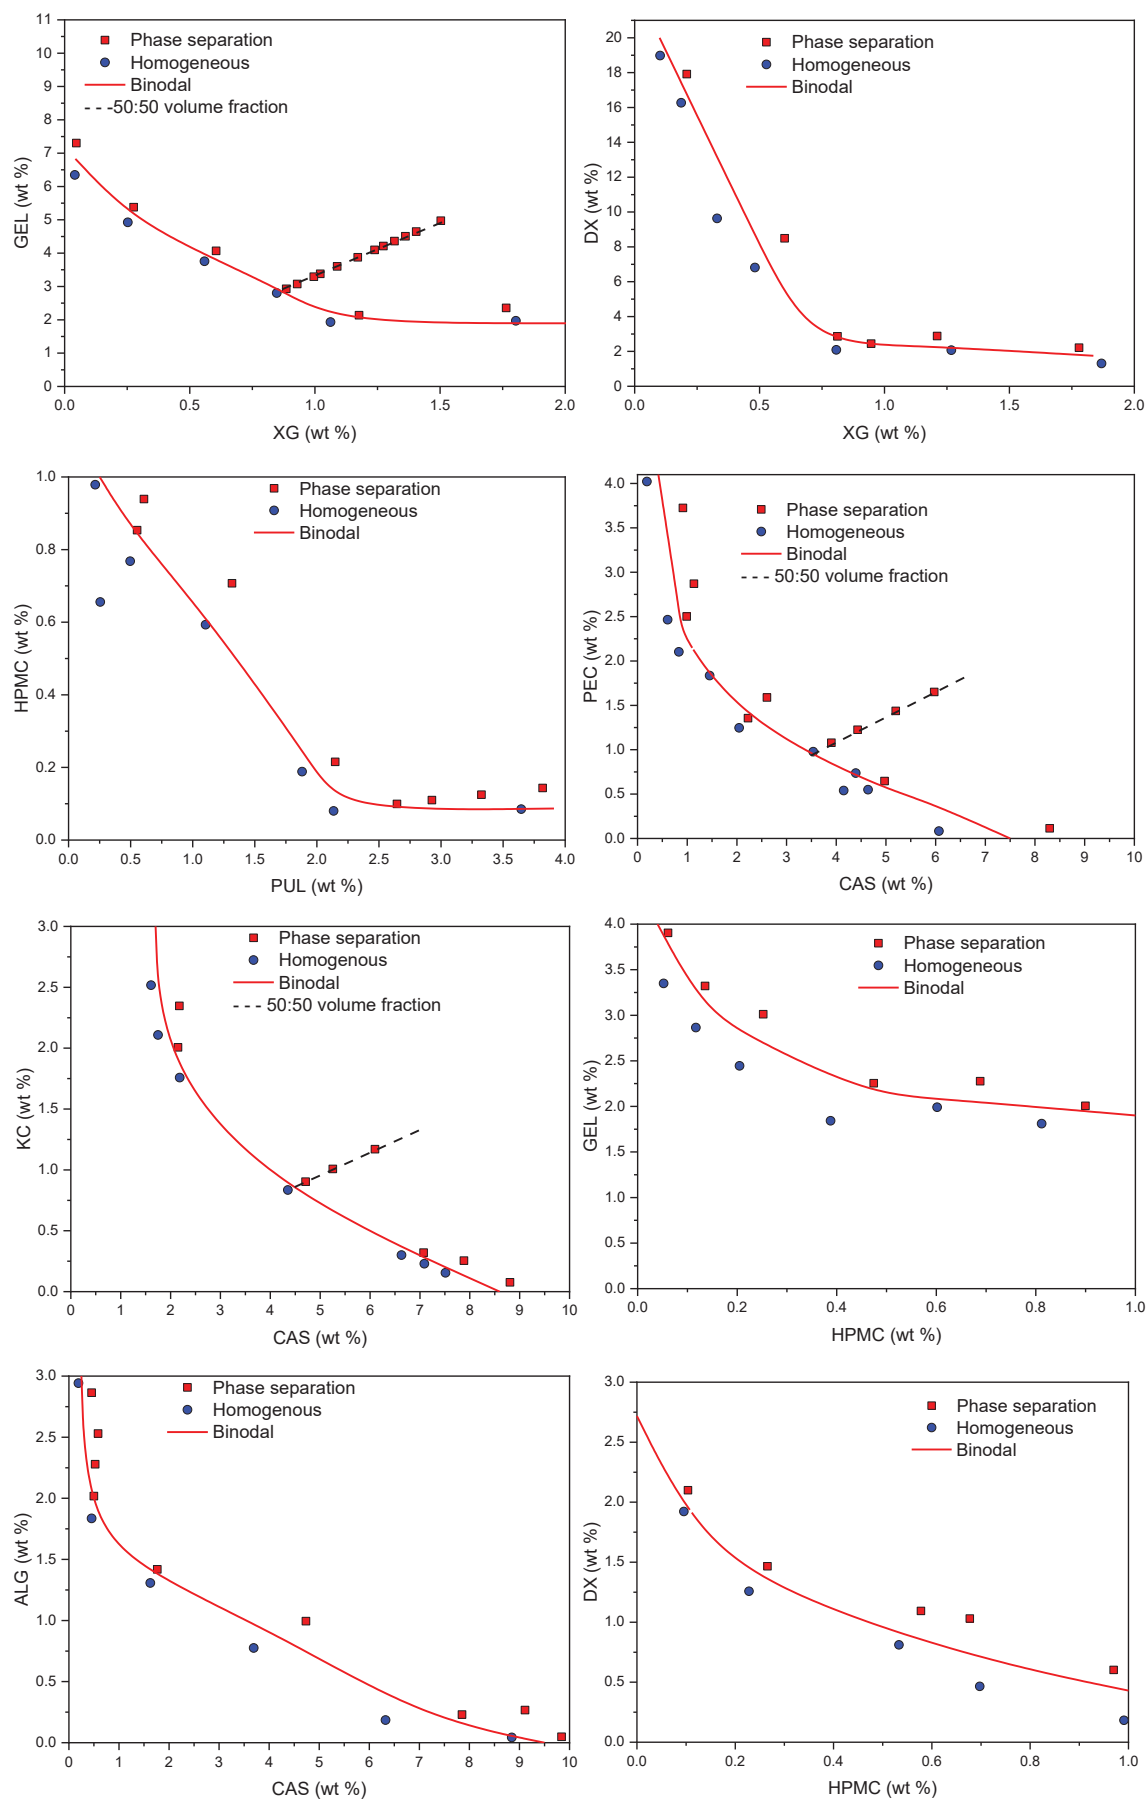 11
10
9
8
7
6
5
4
3
2
1
0
GEL (wt %)
Phase separation
Homogeneous
Binodal
50:50 volume fraction
0.0 0.5 1.0 1.5 2.0
XG (wt %)
20
18
16
14
12
10
8
6
4
2
0
DX (wt %)
Phase separation
Homogeneous
Binodal
0.0 0.5 1.0 1.5 2.0
XG (wt %)
1.0
0.8
0.6
0.4
0.2
0.0
HPMC (wt %)
Phase separation
Homogeneous
Binodal
0.0 0.5 1.0 1.5 2.0 2.5 3.0 3.5 4.0
PUL (wt %)
4.0
3.5
3.0
2.5
2.0
1.5
1.0
0.5
0.0
PEC (wt %)
Phase separation
Homogeneous
Binodal
50:50 volume fraction
0 1 2 3 4 5 6 7 8 9 10
CAS (wt %)
3.0
2.5
2.0
1.5
1.0
0.5
0.0
KC (wt %)
Phase separation
Homogenous
Binodal
50:50 volume fraction
0 1 2 3 4 5 6 7 8 9 10
CAS (wt %)
4.0
3.5
3.0
2.5
2.0
1.5
1.0
0.5
0.0
GEL (wt %)
Phase separation
Homogeneous
Binodal
0.0 0.2 0.4 0.6 0.8 1.0
HPMC (wt %)
3.0
2.5
2.0
1.5
1.0
0.5
0.0
ALG (wt %)
Phase separation
Homogenous
Binodal
0 1 2 3 4 5 6 7 8 9 10
CAS (wt %)
3.0
2.5
2.0
1.5
1.0
0.5
0.0
DX (wt %)
Phase separation
Homogeneous
Binodal
0.0 0.2 0.4 0.6 0.8 1.0
HPMC (wt %)